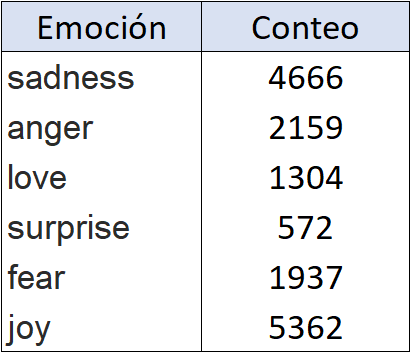 Emoción Conteo
sadness 4666
anger 2159
love 1304
surprise 572
fear 1937
joy 5362